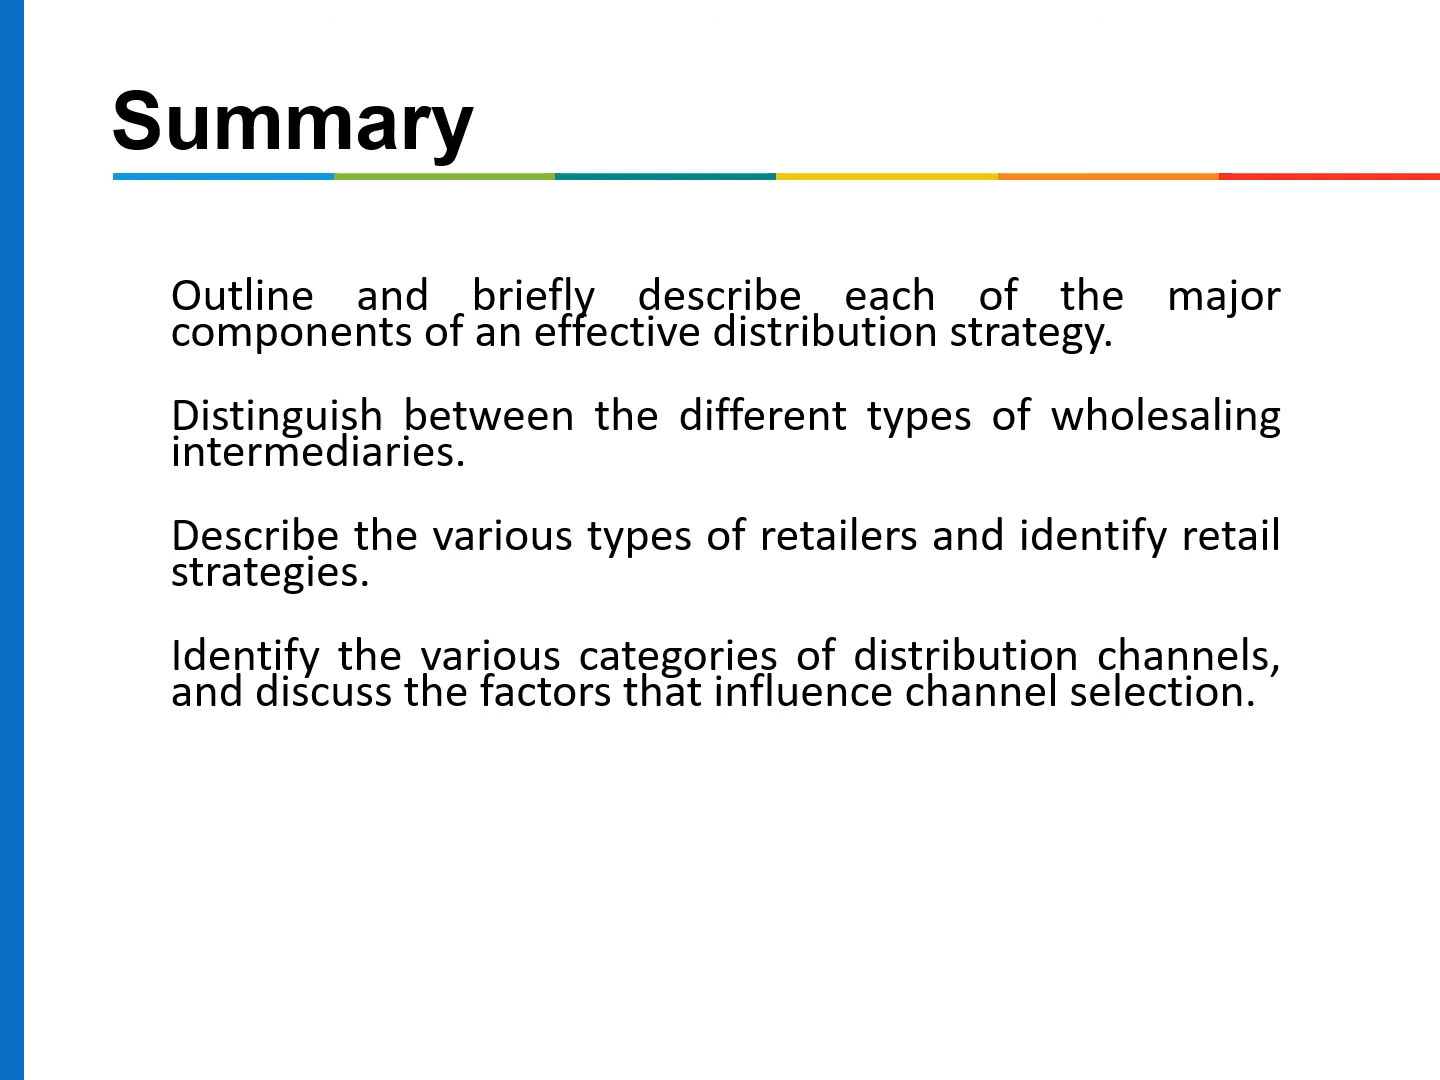 Summary
Outline and briefly describe each of the major
components of an effective distribution strategy.
Distinguish between the different types of wholesaling
intermediaries.
Describe the various types of retailers and identify retail
strategies.
Identify the various categories of distribution channels,
and discuss the factors that influence channel selection.